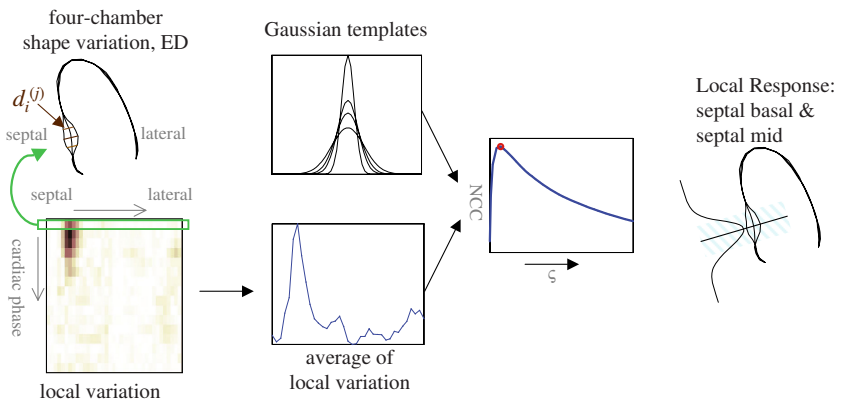 four-chamber
shape variation, ED
d_i^(j)
septal
lateral
septal
lateral
cardiac phase
local variation
Gaussian templates
average of
local variation
NCC
ς
Local Response:
septal basal &
septal mid